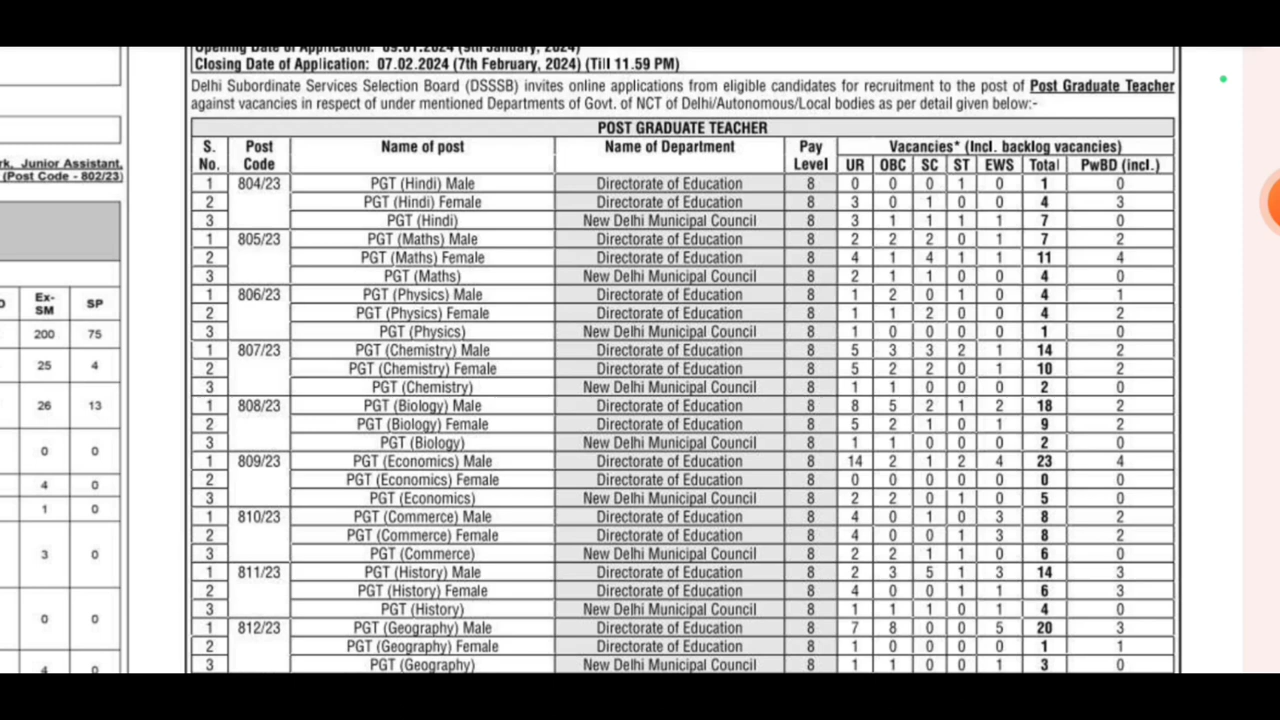 Opening Date of Application: 09.01.2024 (9th January, 2024)
Closing Date of Application: 07.02.2024 (7th February, 2024) (Till 11.59 PM)
Delhi Subordinate Services Selection Board (DSSSB) invites online applications from eligible candidates for recruitment to the post of Post Graduate Teacher
against vacancies in respect of under mentioned Departments of Govt. of NCT of Delhi/Autonomous/Local bodies as per detail given below:-
POST GRADUATE TEACHER
S. No. Post Code Name of post Name of Department Pay Level Vacancies* (Incl. backlog vacancies)
UR OBC SC ST EWS Total PwBD (incl.)
1 804/23 PGT (Hindi) Male Directorate of Education 8 0 0 0 1 0 1 0
2 PGT (Hindi) Female Directorate of Education 8 3 0 1 0 0 4 3
3 PGT (Hindi) New Delhi Municipal Council 8 3 1 1 1 1 7 0
1 805/23 PGT (Maths) Male Directorate of Education 8 2 2 2 0 1 7 2
2 PGT (Maths) Female Directorate of Education 8 4 1 4 1 1 11 4
3 PGT (Maths) New Delhi Municipal Council 8 2 1 1 0 0 4 0
1 806/23 PGT (Physics) Male Directorate of Education 8 1 2 0 1 0 4 1
2 PGT (Physics) Female Directorate of Education 8 1 1 2 0 0 4 2
3 PGT (Physics) New Delhi Municipal Council 8 1 0 0 0 0 1 0
1 807/23 PGT (Chemistry) Male Directorate of Education 8 5 3 3 2 1 14 2
2 PGT (Chemistry) Female Directorate of Education 8 5 2 2 0 1 10 2
3 PGT (Chemistry) New Delhi Municipal Council 8 1 1 0 0 0 2 0
1 808/23 PGT (Biology) Male Directorate of Education 8 8 5 2 1 2 18 2
2 PGT (Biology) Female Directorate of Education 8 5 2 1 0 1 9 2
3 PGT (Biology) New Delhi Municipal Council 8 1 1 0 0 0 2 0
1 809/23 PGT (Economics) Male Directorate of Education 8 14 2 1 2 4 23 4
2 PGT (Economics) Female Directorate of Education 8 0 0 0 0 0 0 0
3 PGT (Economics) New Delhi Municipal Council 8 2 2 0 1 0 5 0
1 810/23 PGT (Commerce) Male Directorate of Education 8 4 0 1 0 3 8 2
2 PGT (Commerce) Female Directorate of Education 8 4 0 0 1 3 8 2
3 PGT (Commerce) New Delhi Municipal Council 8 2 2 1 1 0 6 0
1 811/23 PGT (History) Male Directorate of Education 8 2 3 5 1 3 14 3
2 PGT (History) Female Directorate of Education 8 4 0 0 1 1 6 3
3 PGT (History) New Delhi Municipal Council 8 1 1 1 0 1 4 0
1 812/23 PGT (Geography) Male Directorate of Education 8 7 8 0 0 5 20 3
2 PGT (Geography) Female Directorate of Education 8 1 0 0 0 0 1 1
3 PGT (Geography) New Delhi Municipal Council 8 1 1 0 0 1 3 0
rk, Junior Assistant,
(Post Code - 802/23)
Ex-SM SP
200 75
25 4
26 13
0 0
4 0
1 0
3 0
0 0
4 0